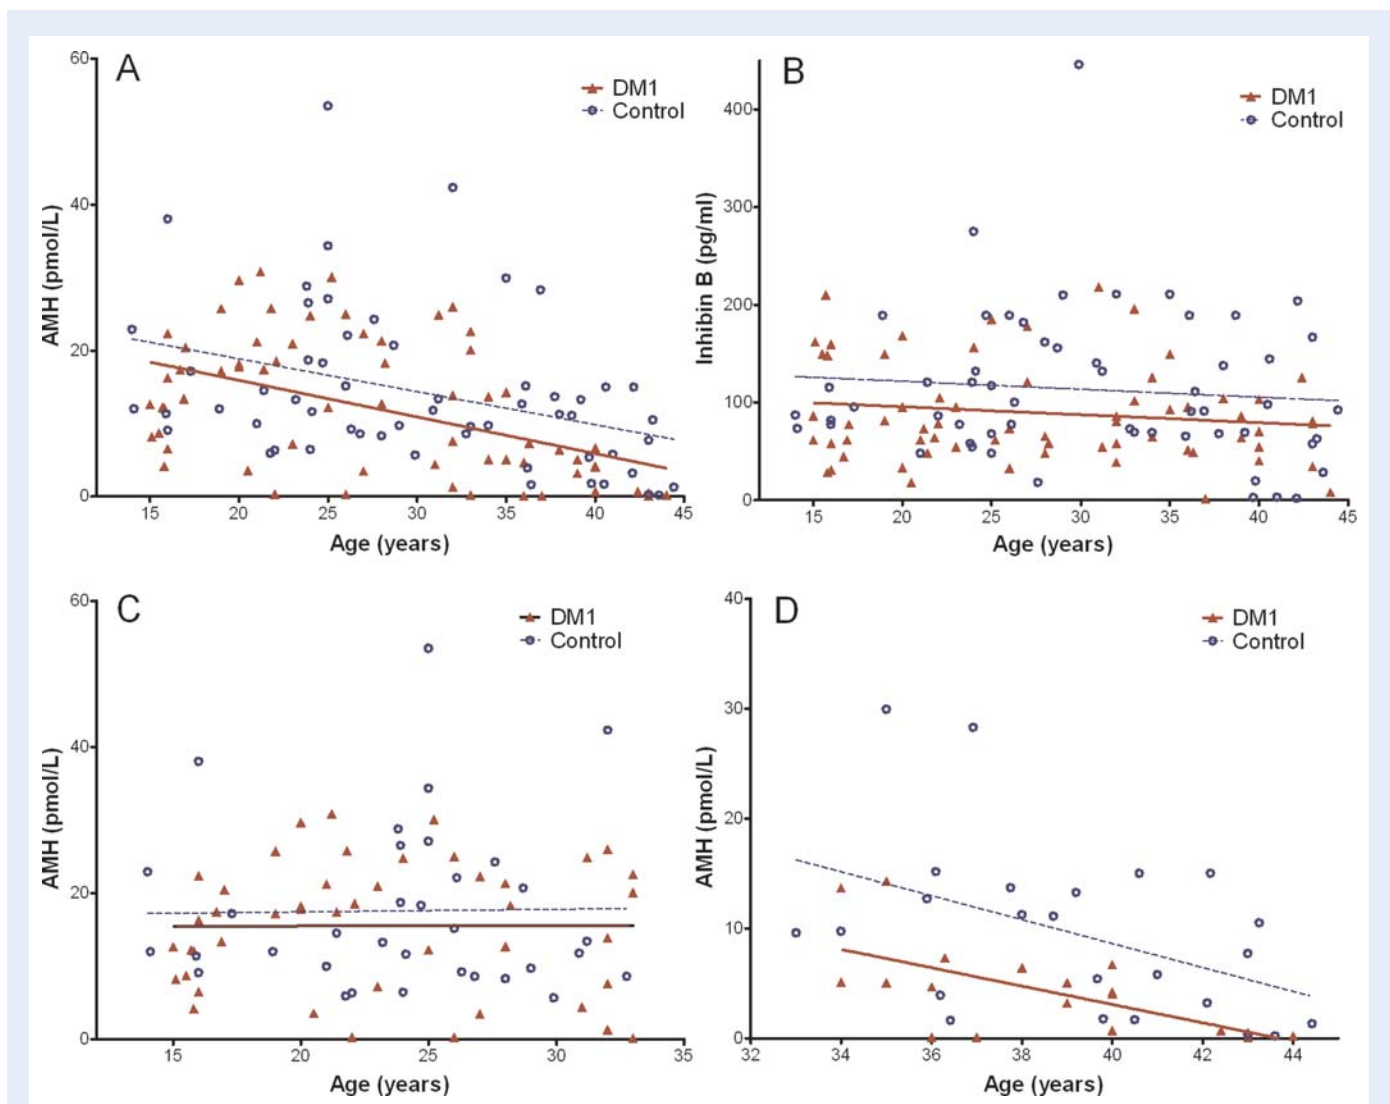 A
60
40
20
0
AMH (pmol/L)
DM1
Control
15 20 25 30 35 40 45
Age (years)
B
400
300
200
100
0
Inhibin B (pg/ml)
DM1
Control
15 20 25 30 35 40 45
Age (years)
C
60
40
20
0
AMH (pmol/L)
DM1
Control
15 20 25 30 35
Age (years)
D
40
30
20
10
0
AMH (pmol/L)
DM1
Control
32 34 36 38 40 42 44
Age (years)